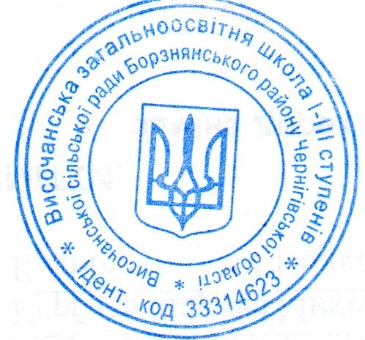 Височанська загальноосвітня школа І-ІІІ ступенів
* Ідент. код 33314623 *
Височанської сільської ради Борзнянського району Чернігівської області *